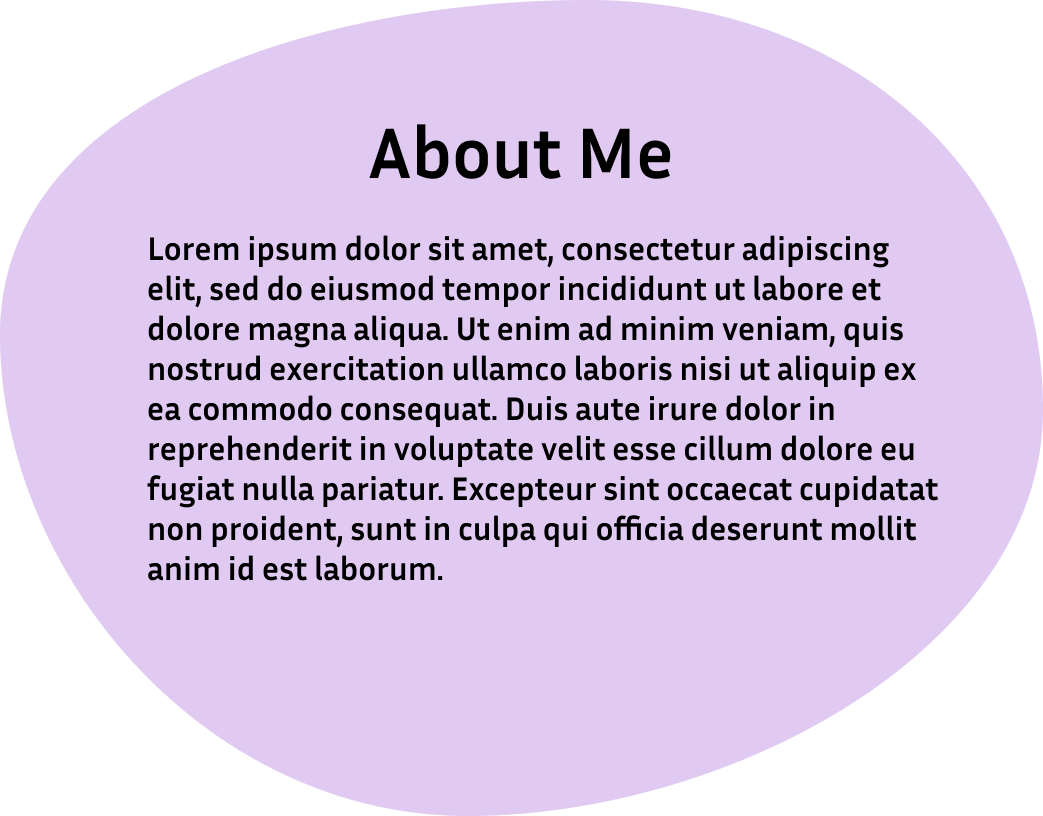 About Me
Lorem ipsum dolor sit amet, consectetur adipiscing
elit, sed do eiusmod tempor incididunt ut labore et
dolore magna aliqua. Ut enim ad minim veniam, quis
nostrud exercitation ullamco laboris nisi ut aliquip ex
ea commodo consequat. Duis aute irure dolor in
reprehenderit in voluptate velit esse cillum dolore eu
fugiat nulla pariatur. Excepteur sint occaecat cupidatat
non proident, sunt in culpa qui officia deserunt mollit
anim id est laborum.